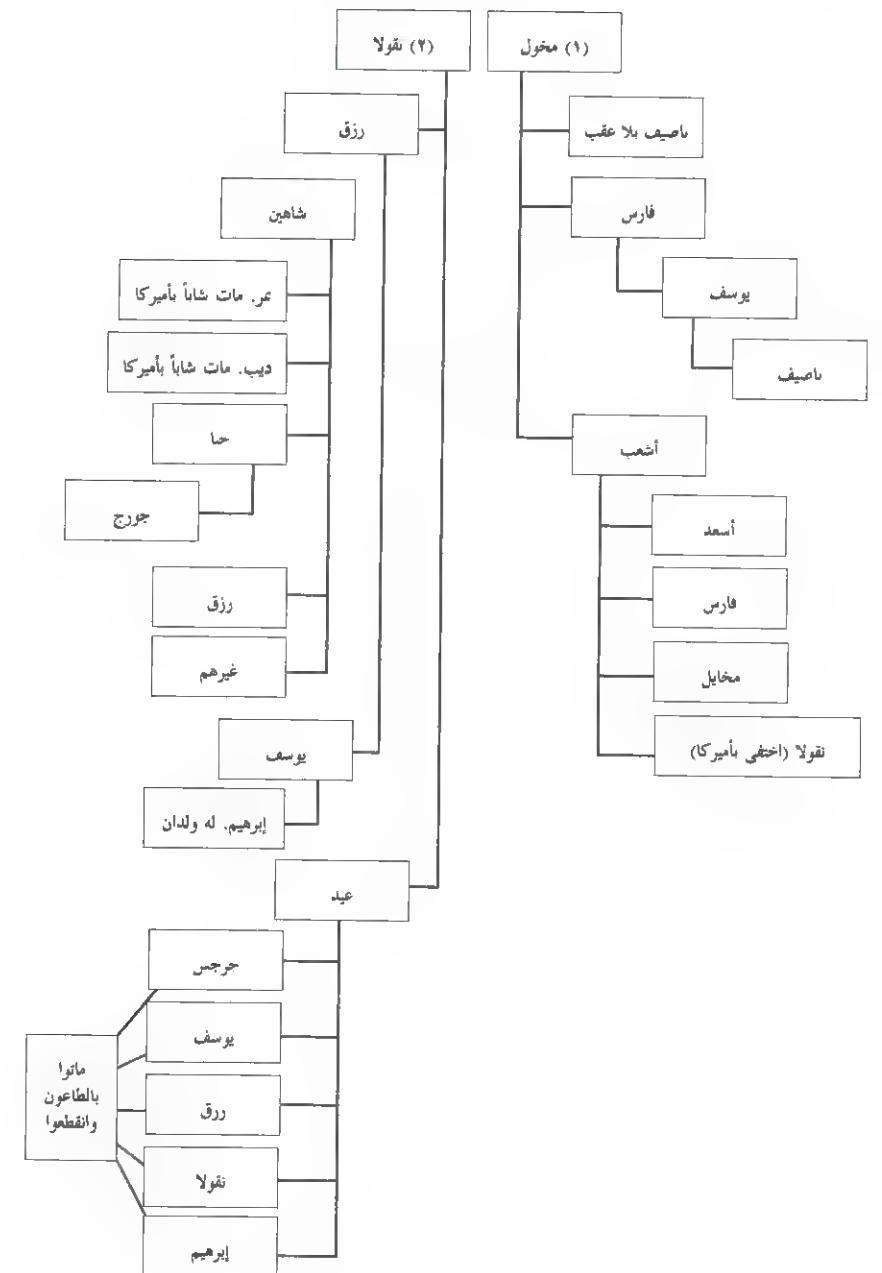 (١) مخول
ناصيف بلا عقب
فارس
يوسف
ناصيف
أشعب
أسعد
فارس
مخايل
نقولا (اختفى بأميركا)
(٢) نقولا
رزق
شاهين
نمر. مات شاباً بأميركا
ديب. مات شاباً بأميركا
حنا
جورج
رزق
غيرهم
يوسف
إبرهيم. له ولدان
عيد
جرجس
يوسف
رزق
نقولا
إبرهيم
ماتوا
بالطاعون
وانقطعوا